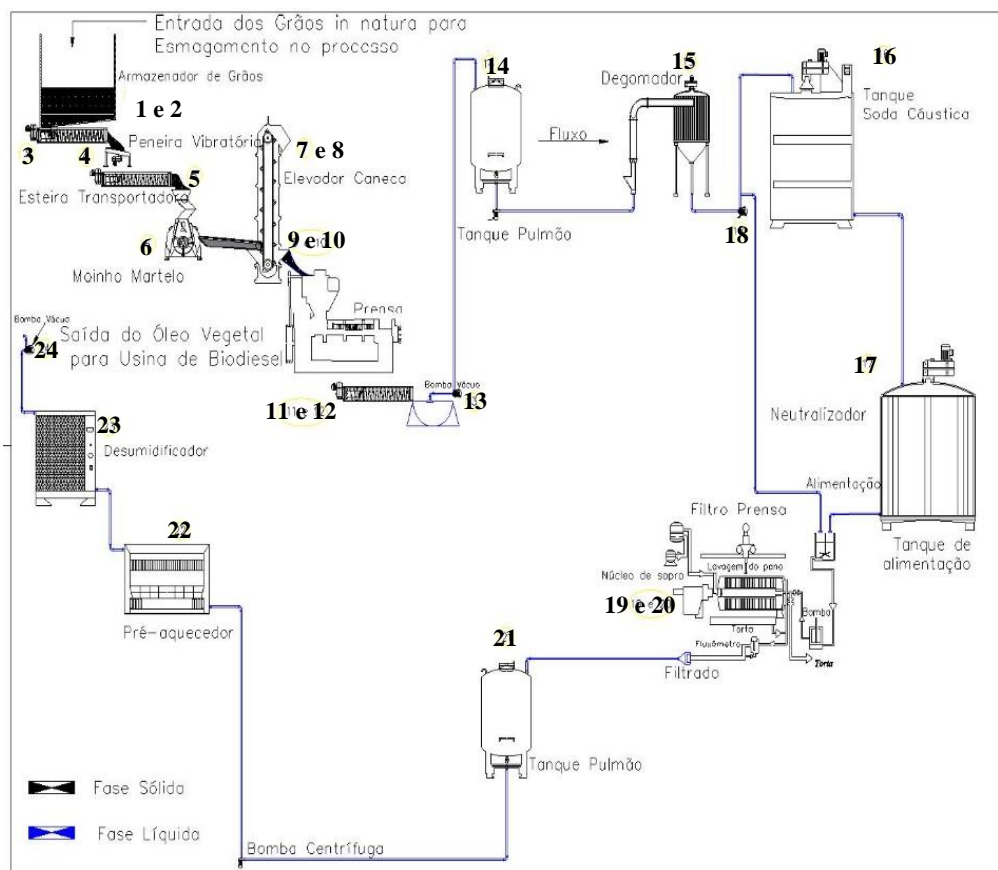 Entrada dos Grãos in natura para
Esmagamento no processo
Armazenador de Grãos
1 e 2
3
4
Peneira Vibratória
5
Esteira Transportadora
6
Moinho Martelo
7 e 8
Elevador Caneca
9 e 10
Prensa
11 e 12
Bomba Vácuo
13
14
Tanque Pulmão
Fluxo
15
Degomador
16
Tanque
Soda Cáustica
18
17
Neutralizador
Alimentação
Tanque de
alimentação
Filtro Prensa
Lavagem do pano
Núcleo de sopro
19 e 20
Bomba
Torta
Fluxômetro
Torta
Filtrado
21
Tanque Pulmão
Bomba Centrífuga
22
Pré-aquecedor
23
Desumidificador
Bomba Vácuo
24
Saída do Óleo Vegetal
para Usina de Biodiesel
Fase Sólida
Fase Líquida